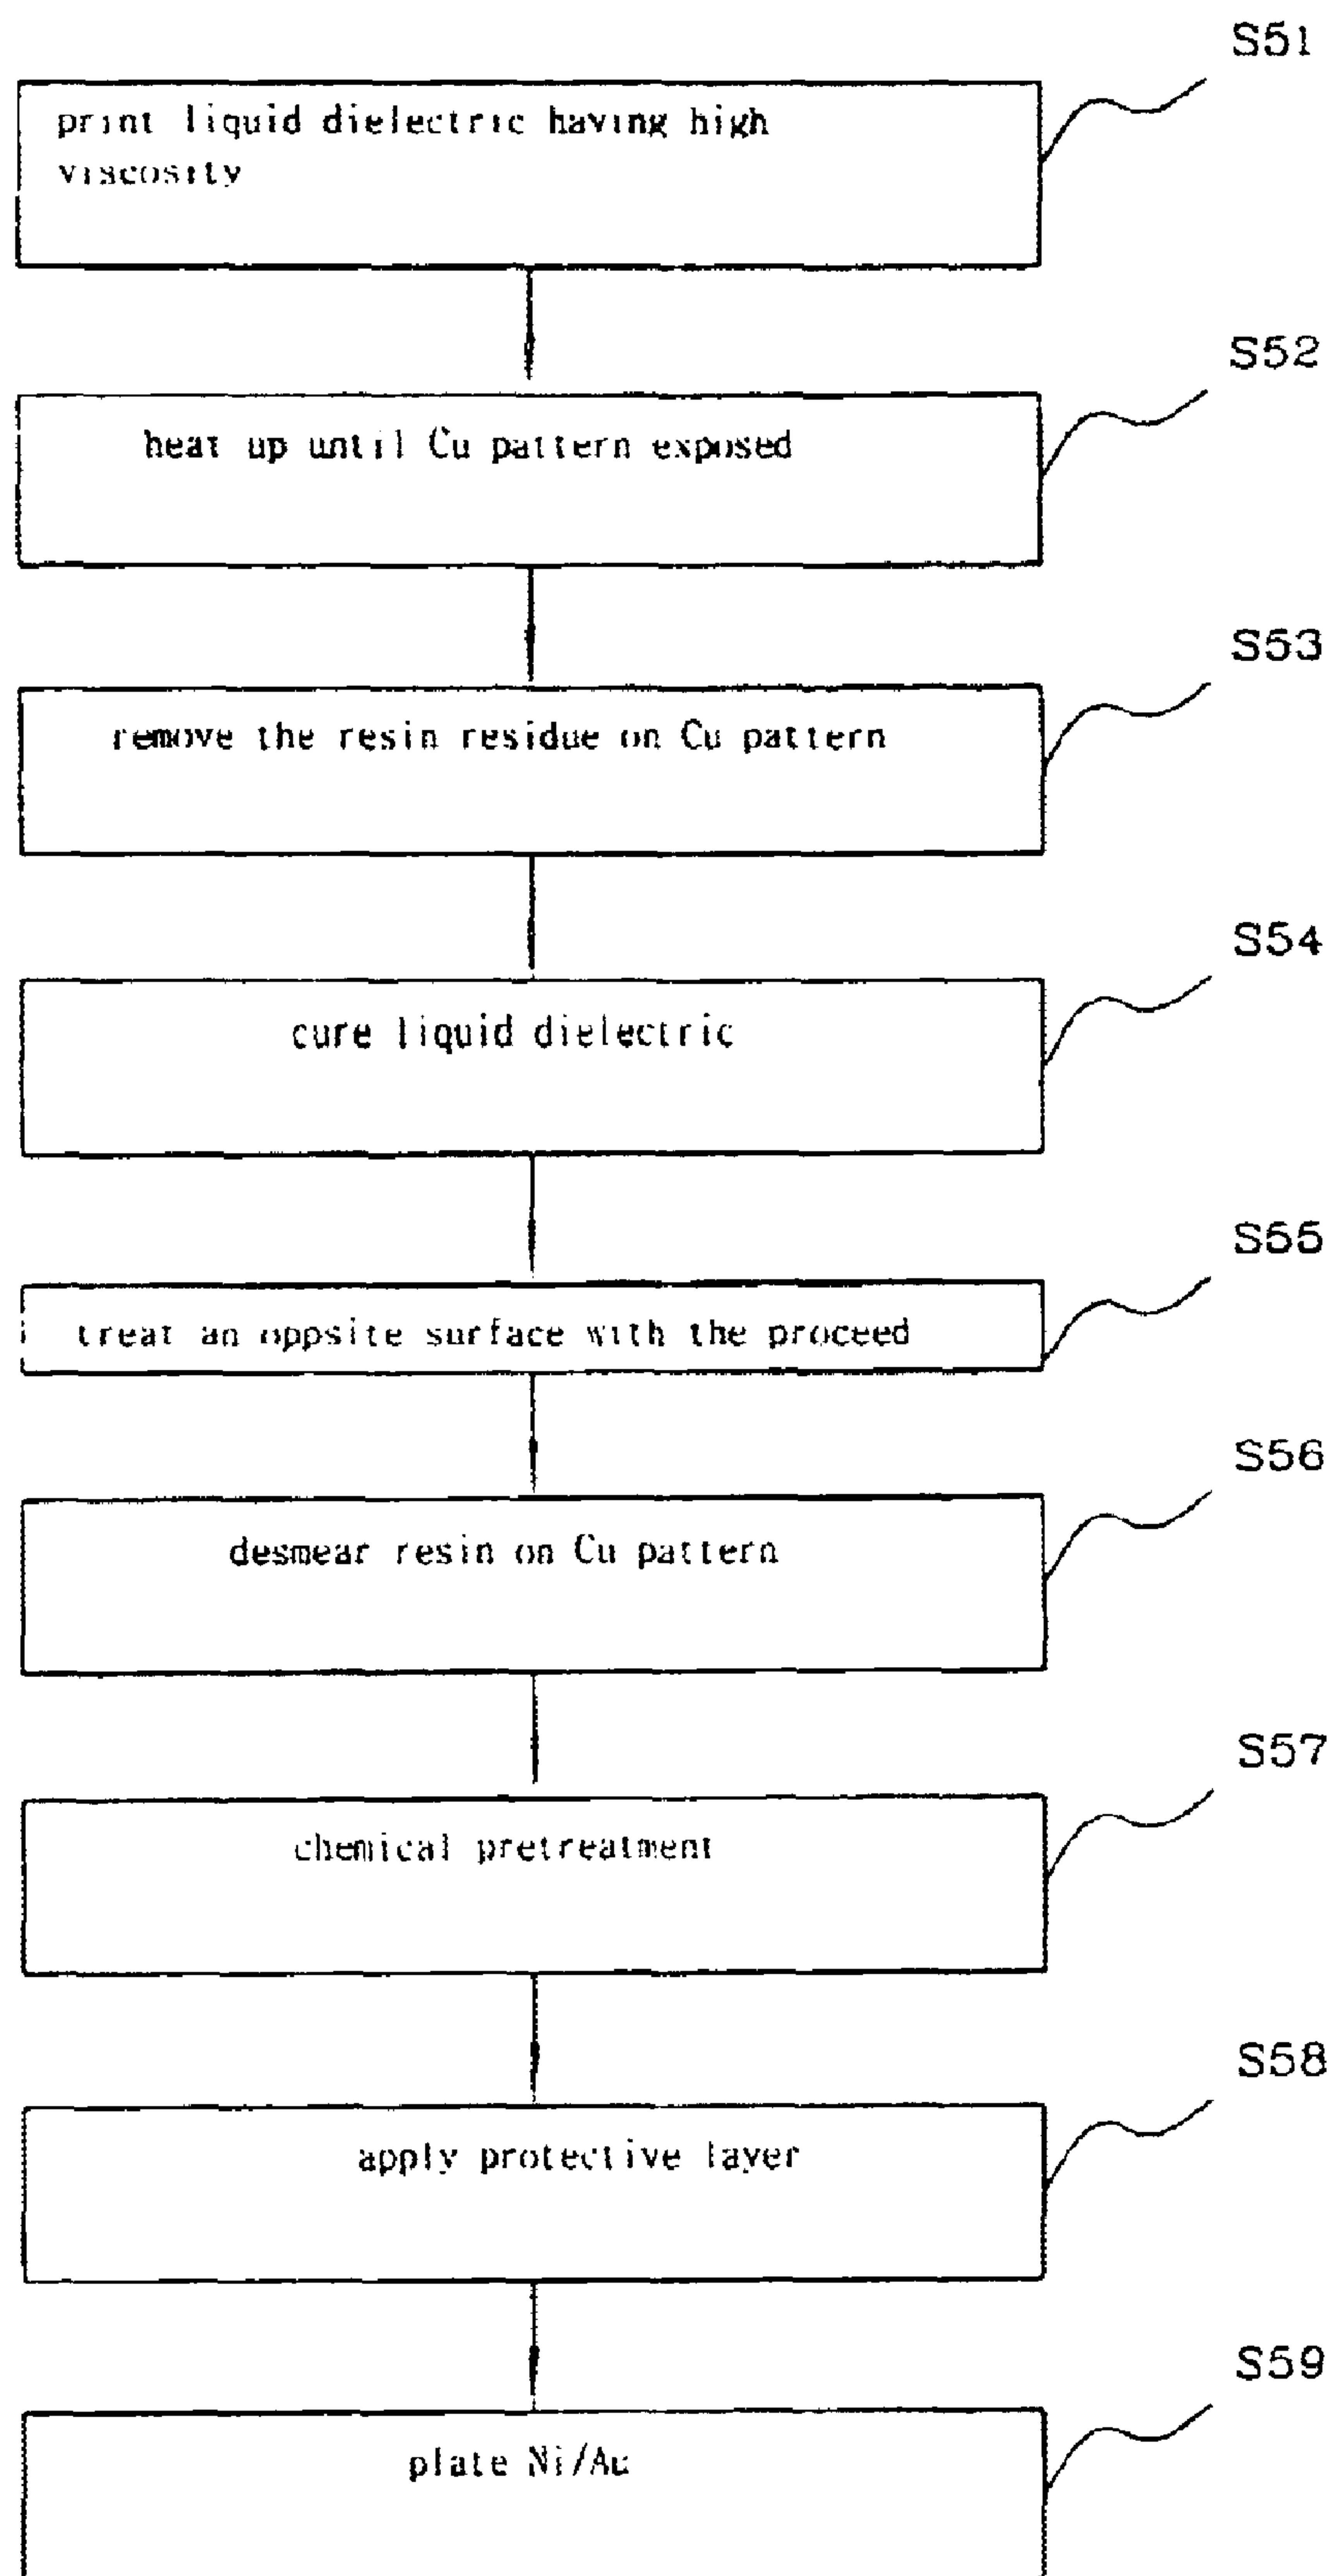 S51
print liquid dielectric having high
viscosity
S52
heat up until Cu pattern exposed
S53
remove the resin residue on Cu pattern
S54
cure liquid dielectric
S55
treat an oppsite surface with the proceed
S56
desmear resin on Cu pattern
S57
chemical pretreatment
S58
apply protective layer
S59
plate Ni/Au